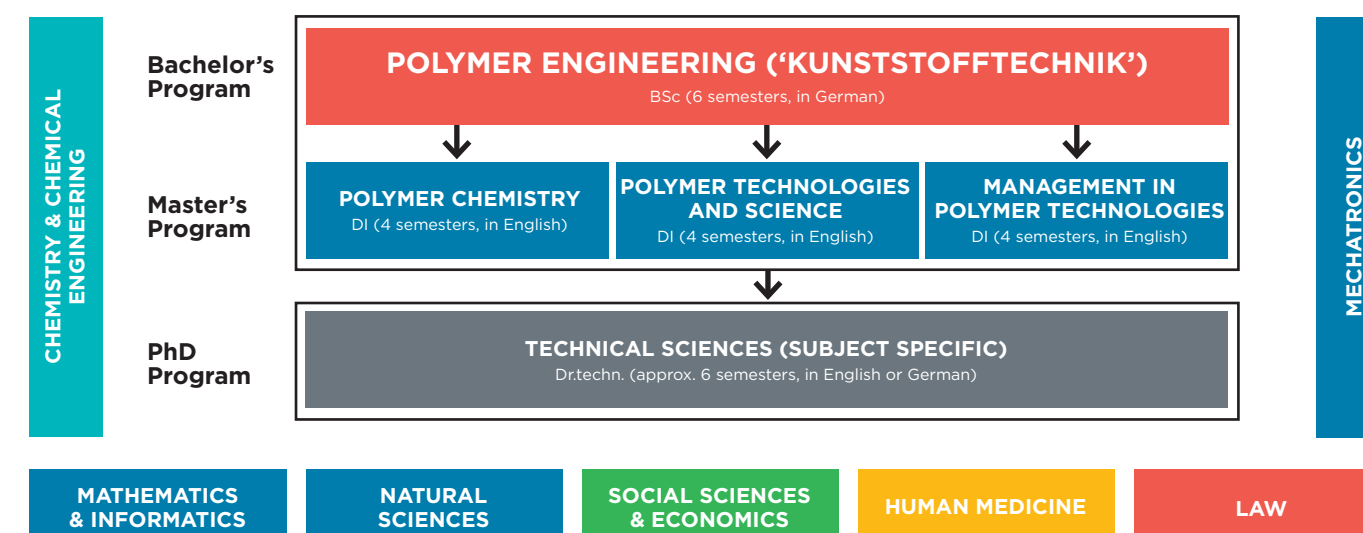 CHEMISTRY & CHEMICAL
ENGINEERING
Bachelor's
Program
POLYMER ENGINEERING (‘KUNSTSTOFFTECHNIK’)
BSc (6 semesters, in German)
Master's
Program
POLYMER CHEMISTRY
DI (4 semesters, in English)
POLYMER TECHNOLOGIES
AND SCIENCE
DI (4 semesters, in English)
MANAGEMENT IN
POLYMER TECHNOLOGIES
DI (4 semesters, in English)
PhD
Program
TECHNICAL SCIENCES (SUBJECT SPECIFIC)
Dr.techn. (approx. 6 semesters, in English or German)
MECHATRONICS
MATHEMATICS
& INFORMATICS
NATURAL
SCIENCES
SOCIAL SCIENCES
& ECONOMICS
HUMAN MEDICINE
LAW